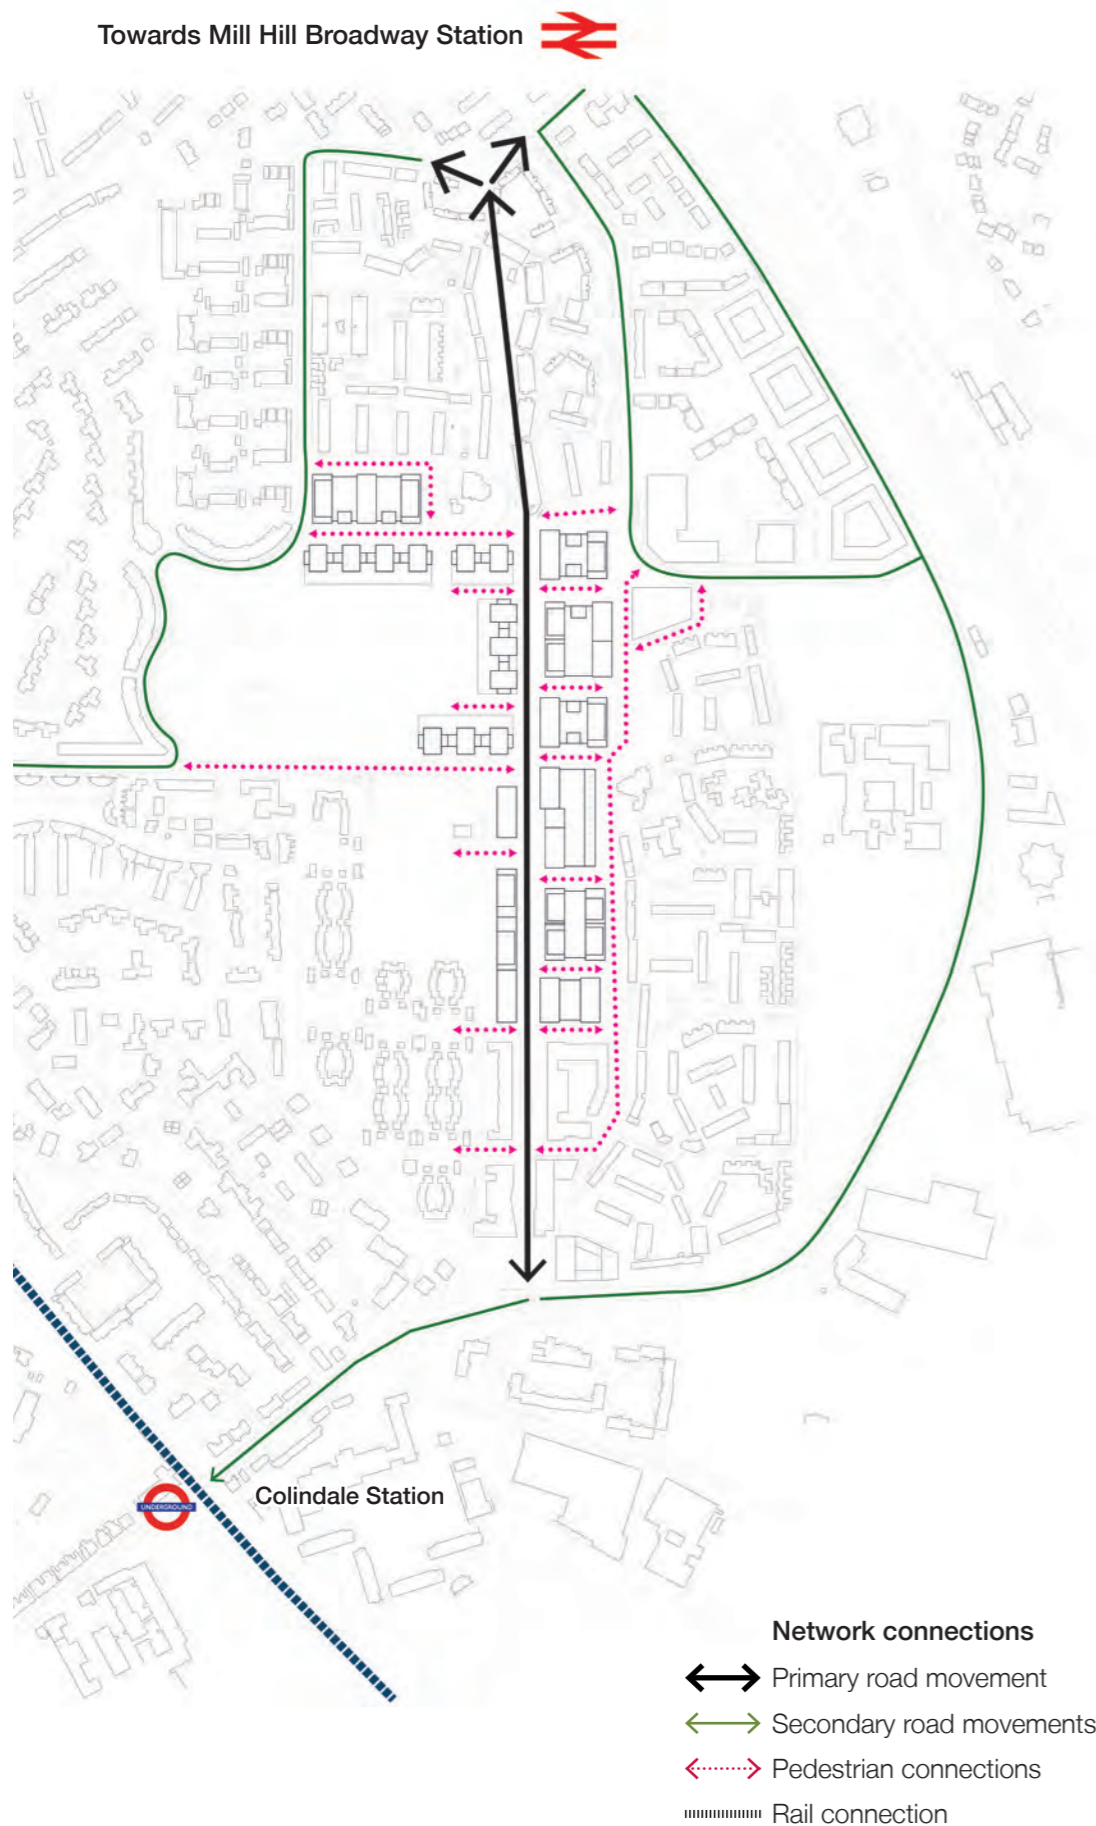 Towards Mill Hill Broadway Station
UNDERGROUND
Colindale Station
Network connections
Primary road movement
Secondary road movements
Pedestrian connections
Rail connection